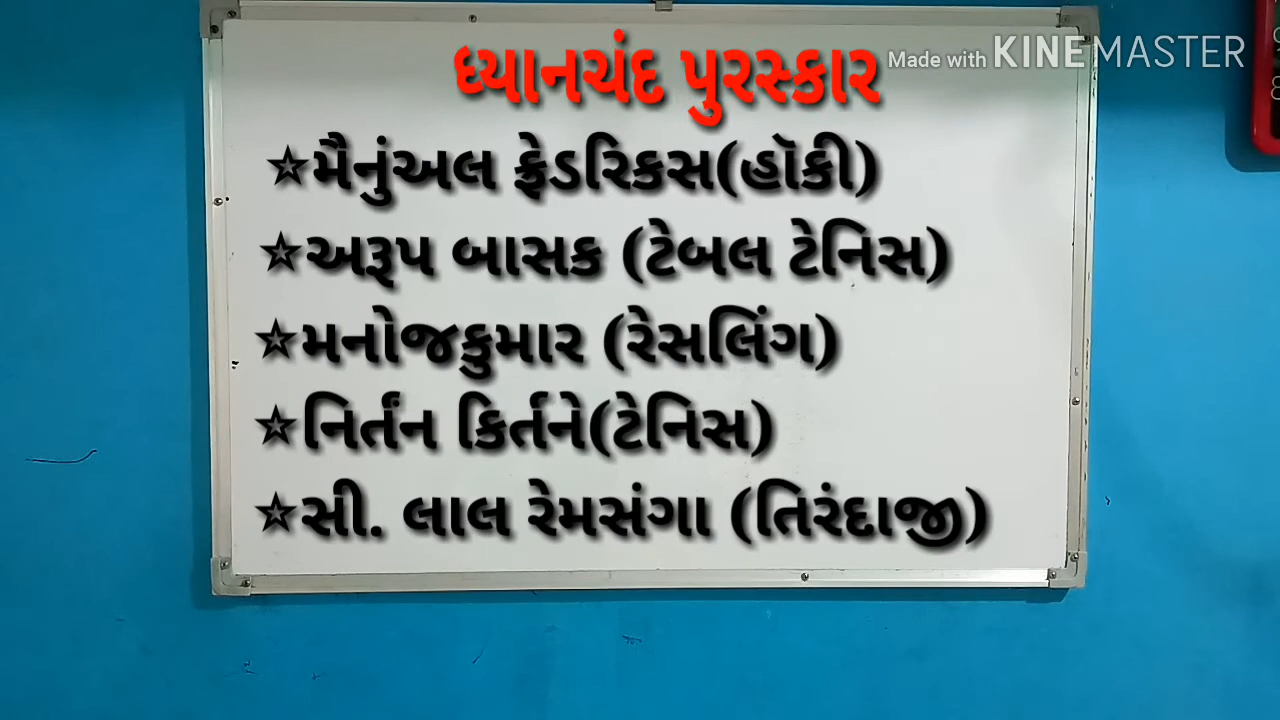 ધ્યાનચંદ પુરસ્કાર
Made with KINEMASTER
☆મૈનુંઅલ ફ્રેડરિકસ(હૉકી)
☆અરૂપ બાસક (ટેબલ ટેનિસ)
☆મનોજકુમાર (રેસલિંગ)
☆નિર્તંન કિર્તને(ટેનિસ)
☆સી. લાલ રેમસંગા (તિરંદાજી)